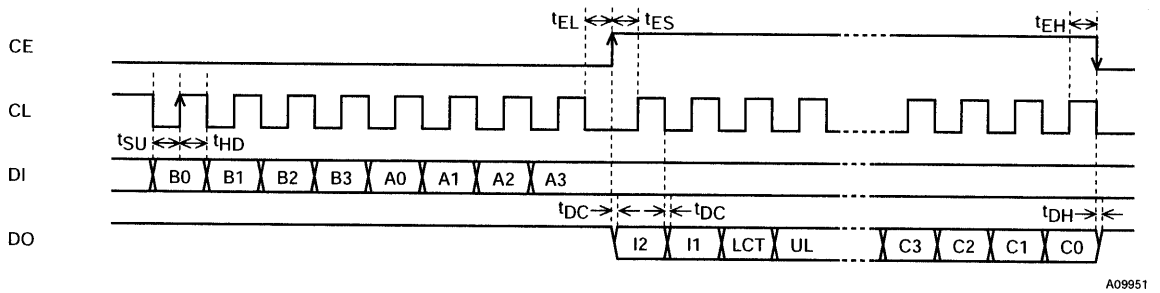 tEL tES tEH
CE
CL
tSU tHD
DI B0 B1 B2 B3 A0 A1 A2 A3
tDC tDC tDH
DO I2 I1 LCT UL C3 C2 C1 C0
A09951